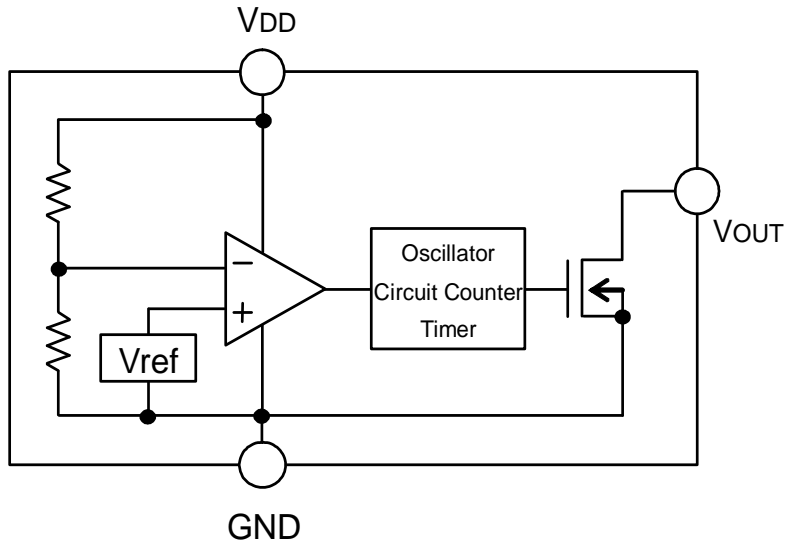 VDD
VOUT
Oscillator
Circuit Counter
Timer
−
+
Vref
GND